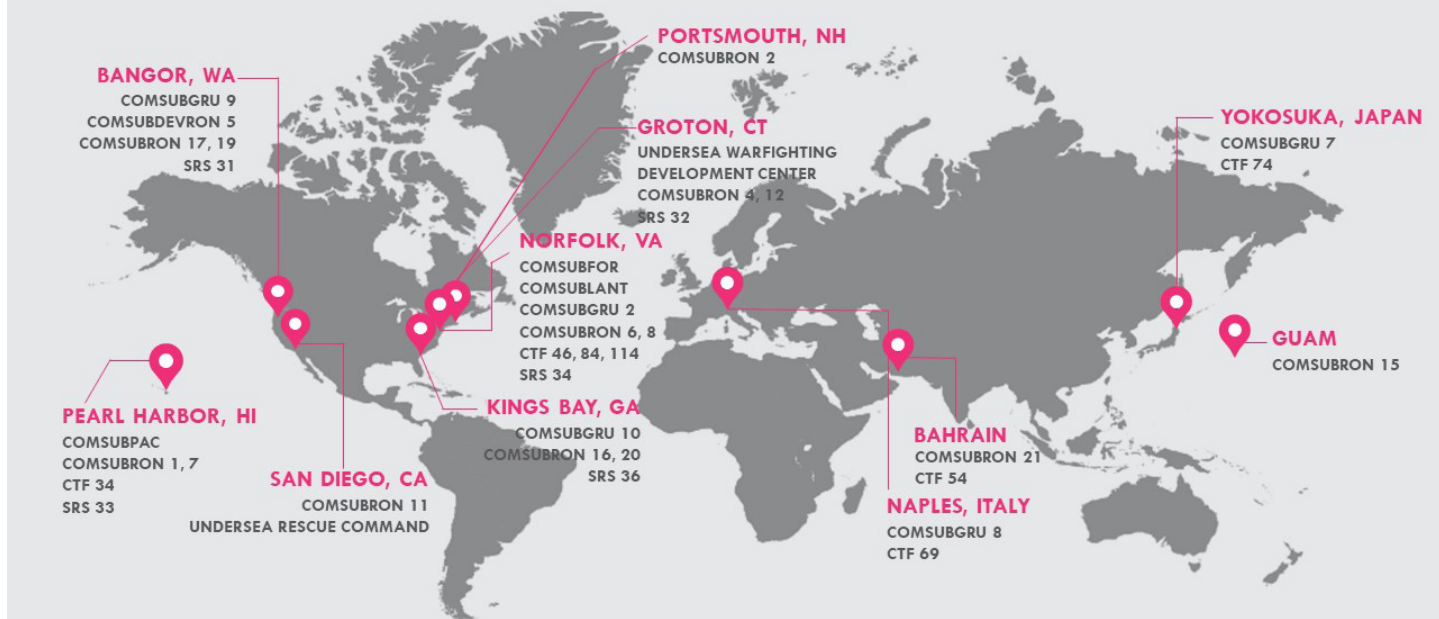 PORTSMOUTH, NH
COMSUBRON 2
BANGOR, WA
COMSUBGRU 9
COMSUBDEVRON 5
COMSUBRON 17, 19
SRS 31
GROTON, CT
UNDERSEA WARFIGHTING
DEVELOPMENT CENTER
COMSUBRON 4, 12
SRS 32
YOKOSUKA, JAPAN
COMSUBGRU 7
CTF 74
NORFOLK, VA
COMSUBFOR
COMSUBLANT
COMSUBGRU 2
COMSUBRON 6, 8
CTF 46, 84, 114
SRS 34
GUAM
COMSUBRON 15
PEARL HARBOR, HI
COMSUBPAC
COMSUBRON 1, 7
CTF 34
SRS 33
KINGS BAY, GA
COMSUBGRU 10
COMSUBRON 16, 20
SRS 36
SAN DIEGO, CA
COMSUBRON 11
UNDERSEA RESCUE COMMAND
BAHRAIN
COMSUBRON 21
CTF 54
NAPLES, ITALY
COMSUBGRU 8
CTF 69